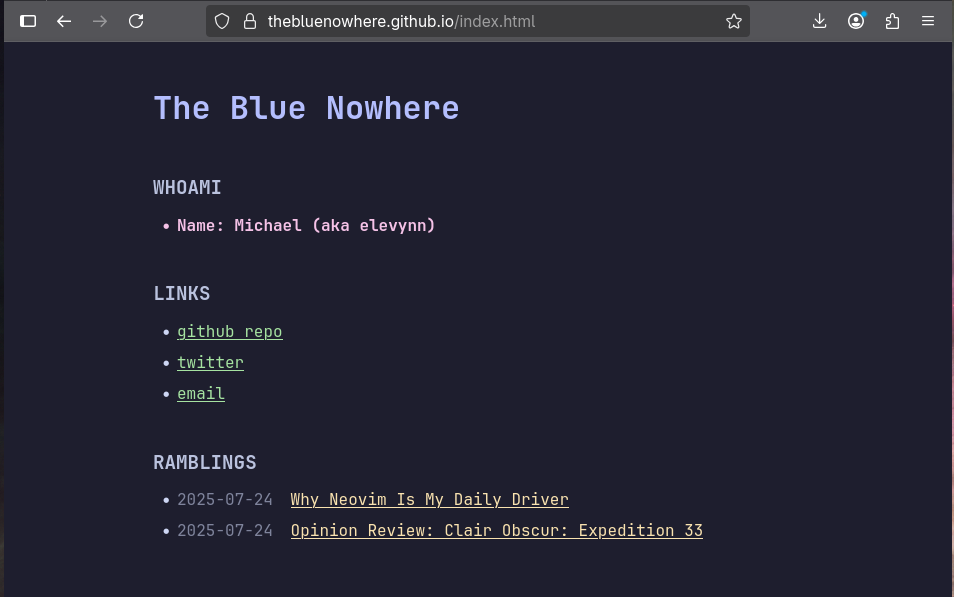 thebluenowhere.github.io/index.html
The Blue Nowhere
WHOAMI
• Name: Michael (aka elevynn)
LINKS
• github repo
• twitter
• email
RAMBLINGS
• 2025-07-24 Why Neovim Is My Daily Driver
• 2025-07-24 Opinion Review: Clair Obscur: Expedition 33